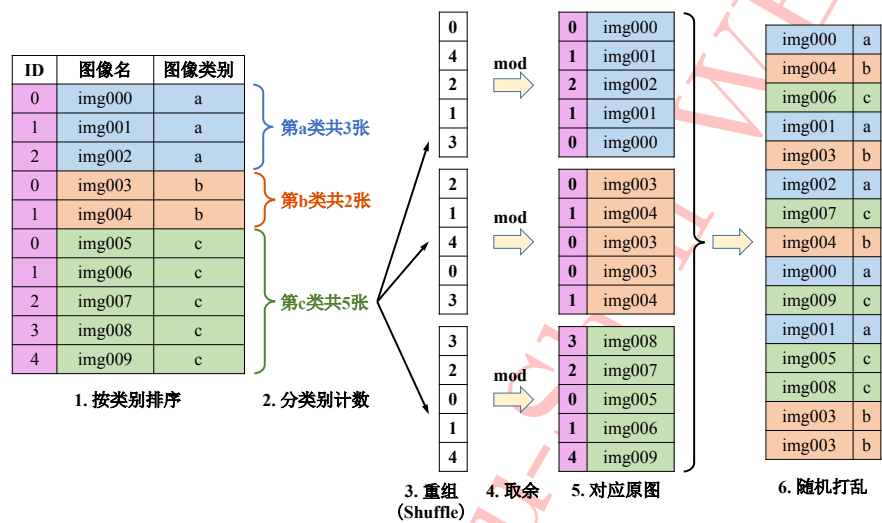 ID 图像名 图像类别
0 img000 a
1 img001 a
2 img002 a
0 img003 b
1 img004 b
0 img005 c
1 img006 c
2 img007 c
3 img008 c
4 img009 c
1. 按类别排序
第a类共3张
第b类共2张
第c类共5张
2. 分类别计数
0
4
2
1
3
2
1
4
0
3
3
2
0
1
4
3. 重组
(Shuffle)
mod
mod
mod
4. 取余
0 img000
1 img001
2 img002
1 img001
0 img000
0 img003
1 img004
0 img003
0 img003
1 img004
3 img008
2 img007
0 img005
1 img006
4 img009
5. 对应原图
img000 a
img004 b
img006 c
img001 a
img003 b
img002 a
img007 c
img004 b
img000 a
img009 c
img001 a
img005 c
img008 c
img003 b
img003 b
6. 随机打乱